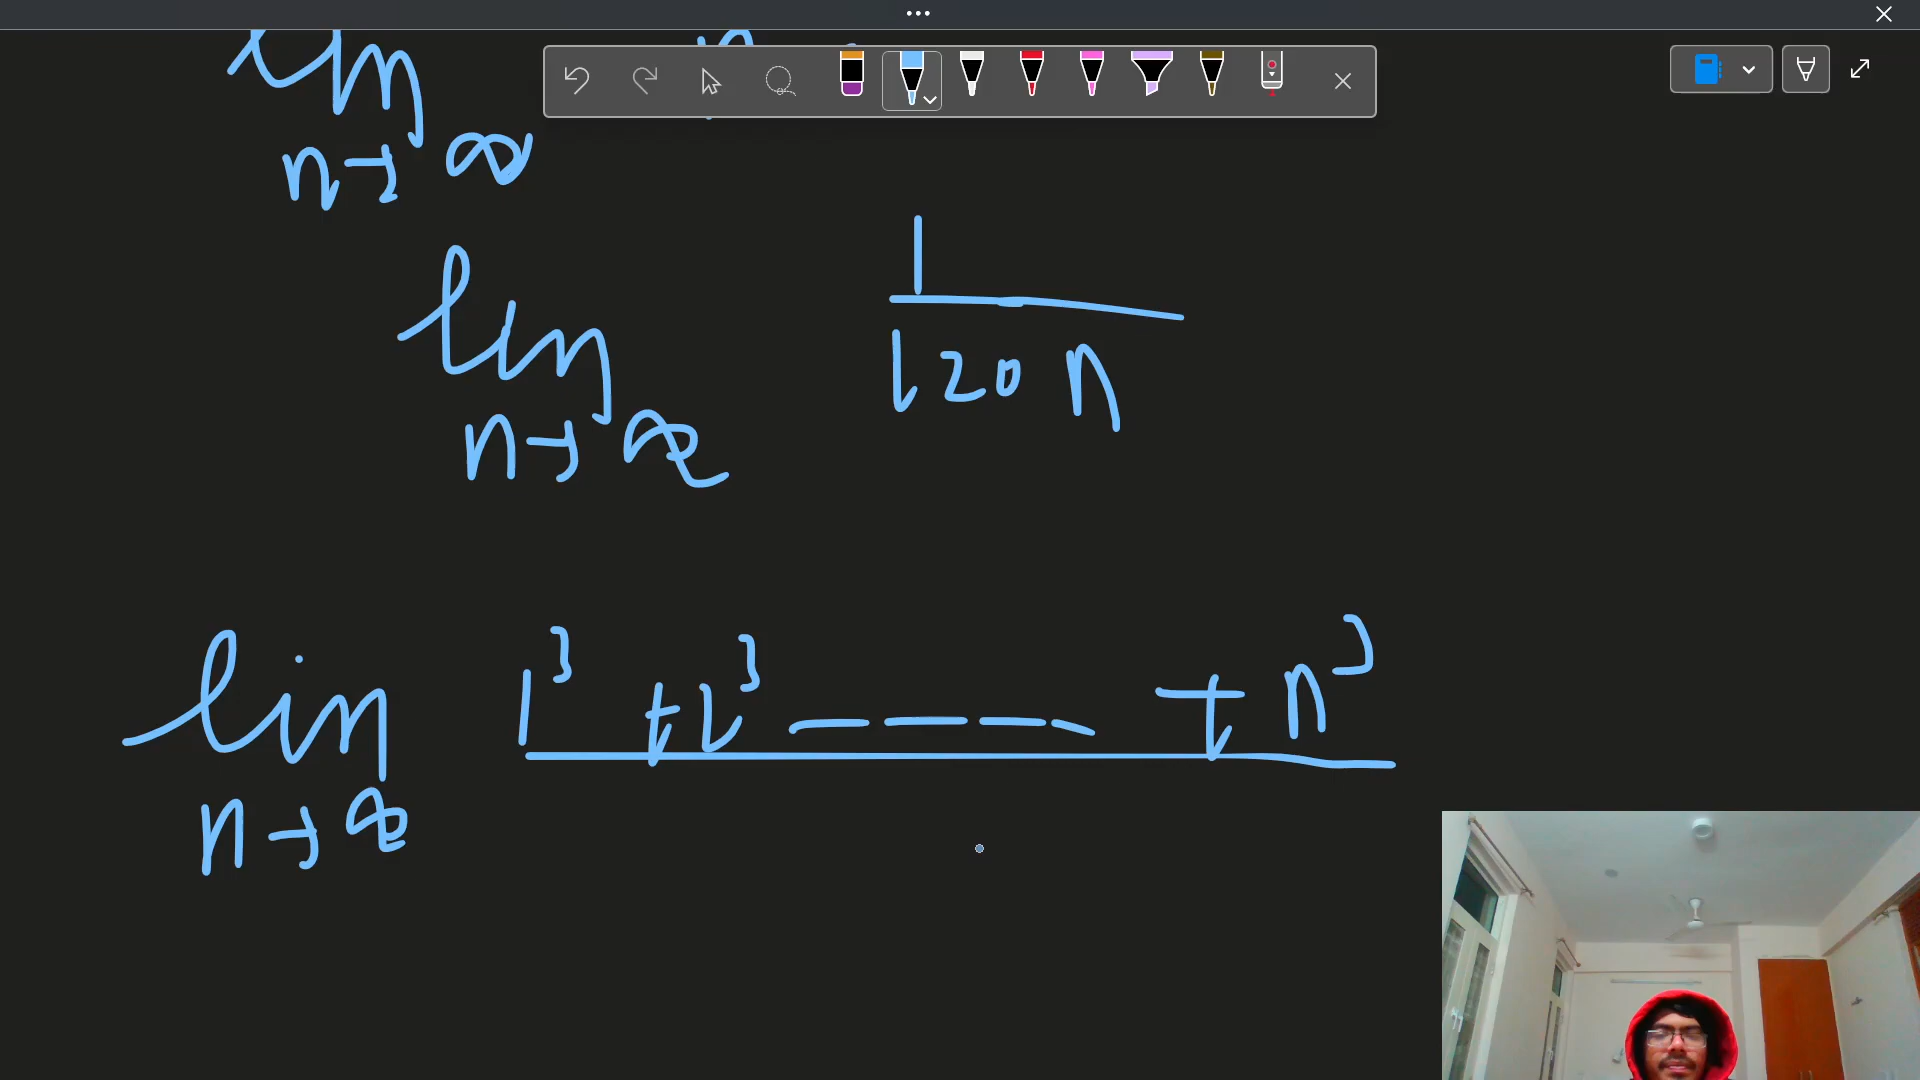 lim
n→∞
lim 1/120 n
n→∞
lim 1³ + 2³ ---- + n³
n→∞